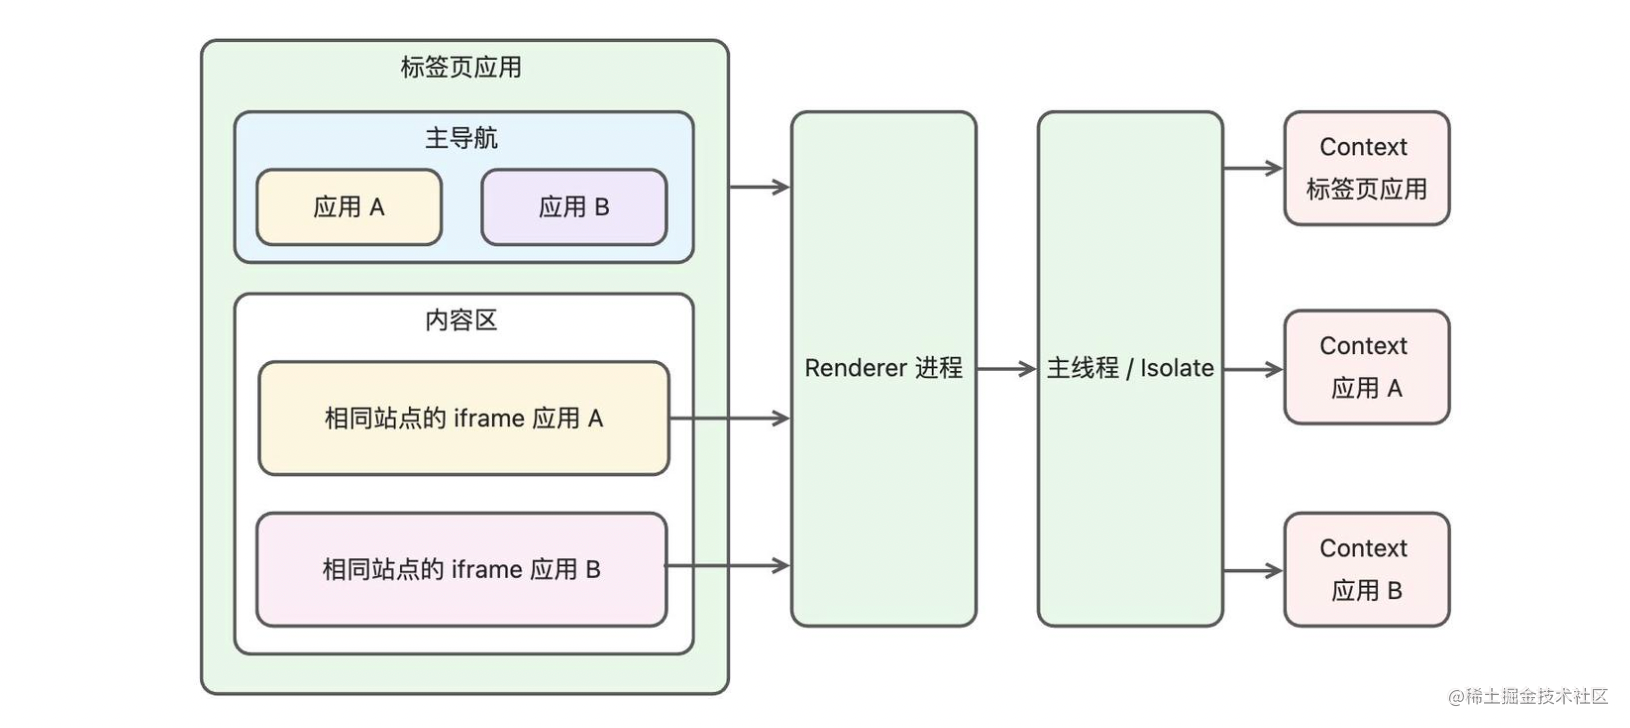 标签页应用
主导航
应用 A
应用 B
内容区
相同站点的 iframe 应用 A
相同站点的 iframe 应用 B
Renderer 进程
主线程 / Isolate
Context
标签页应用
Context
应用 A
Context
应用 B
@稀土掘金技术社区